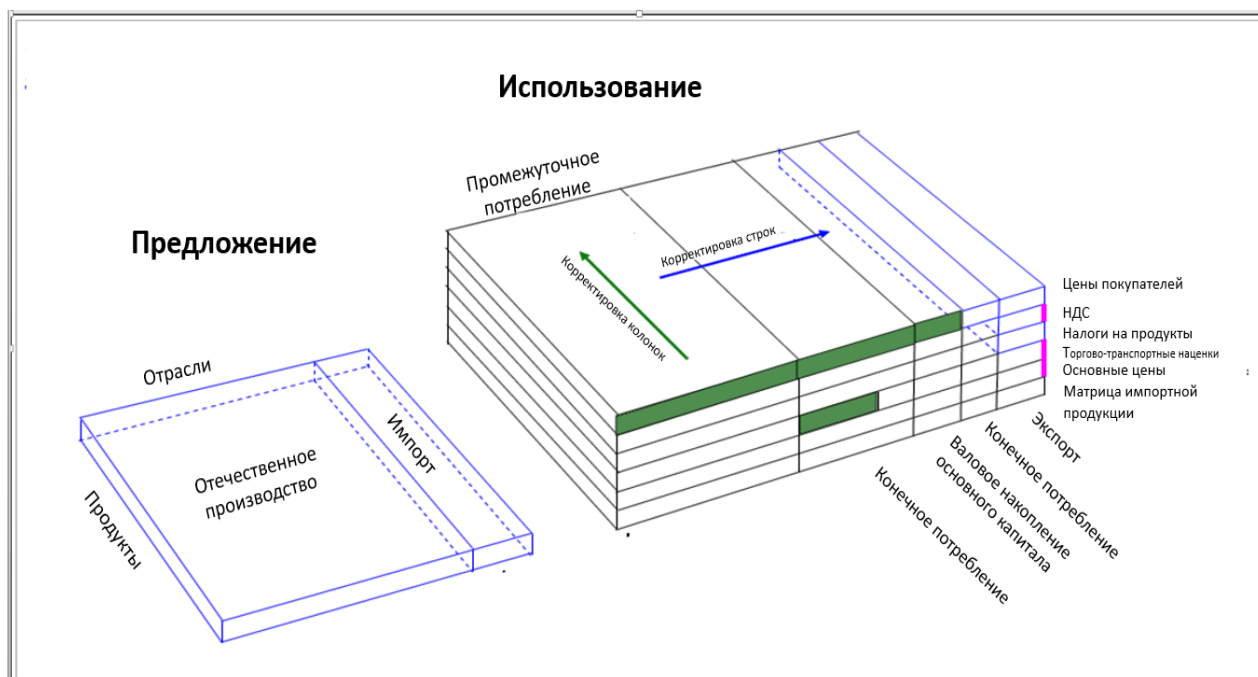 Использование
Промежуточное
потребление
Предложение
Корректировка строк
Корректировка колонок
Цены покупателей
НДС
Налоги на продукты
Торгово-транспортные наценки
Основные цены
Матрица импортной
продукции
Отрасли
Импорт
Отечественное
производство
Продукты
Экспорт
Конечное потребление
Валовое накопление
основного капитала
Конечное потребление